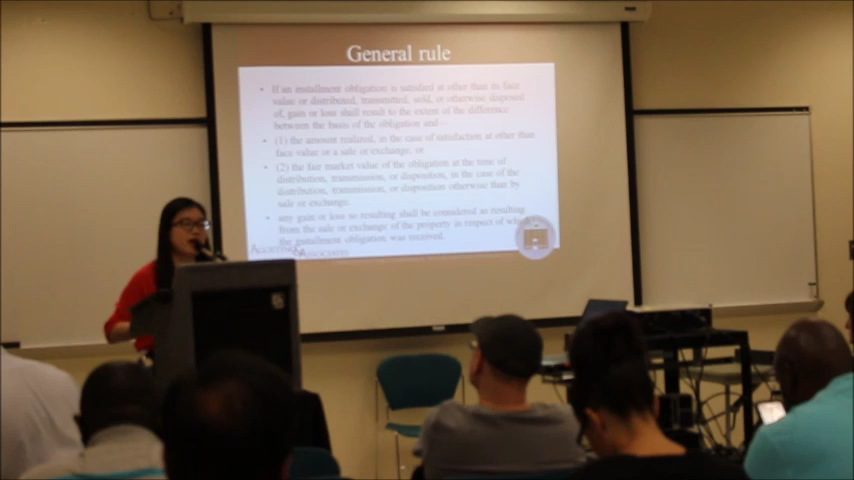 General rule
• If an installment obligation is satisfied at other than its face
value or distributed, transmitted, sold, or otherwise disposed
of, gain or loss shall result to the extent of the difference
between the basis of the obligation and—
• (1) the amount realized, in the case of satisfaction at other than
face value or a sale or exchange, or
• (2) the fair market value of the obligation at the time of
distribution, transmission, or disposition, in the case of the
distribution, transmission, or disposition otherwise than by
sale or exchange.
• any gain or loss so resulting shall be considered as resulting
from the sale or exchange of the property in respect of which
the installment obligation was received.
& ASSOCIATES